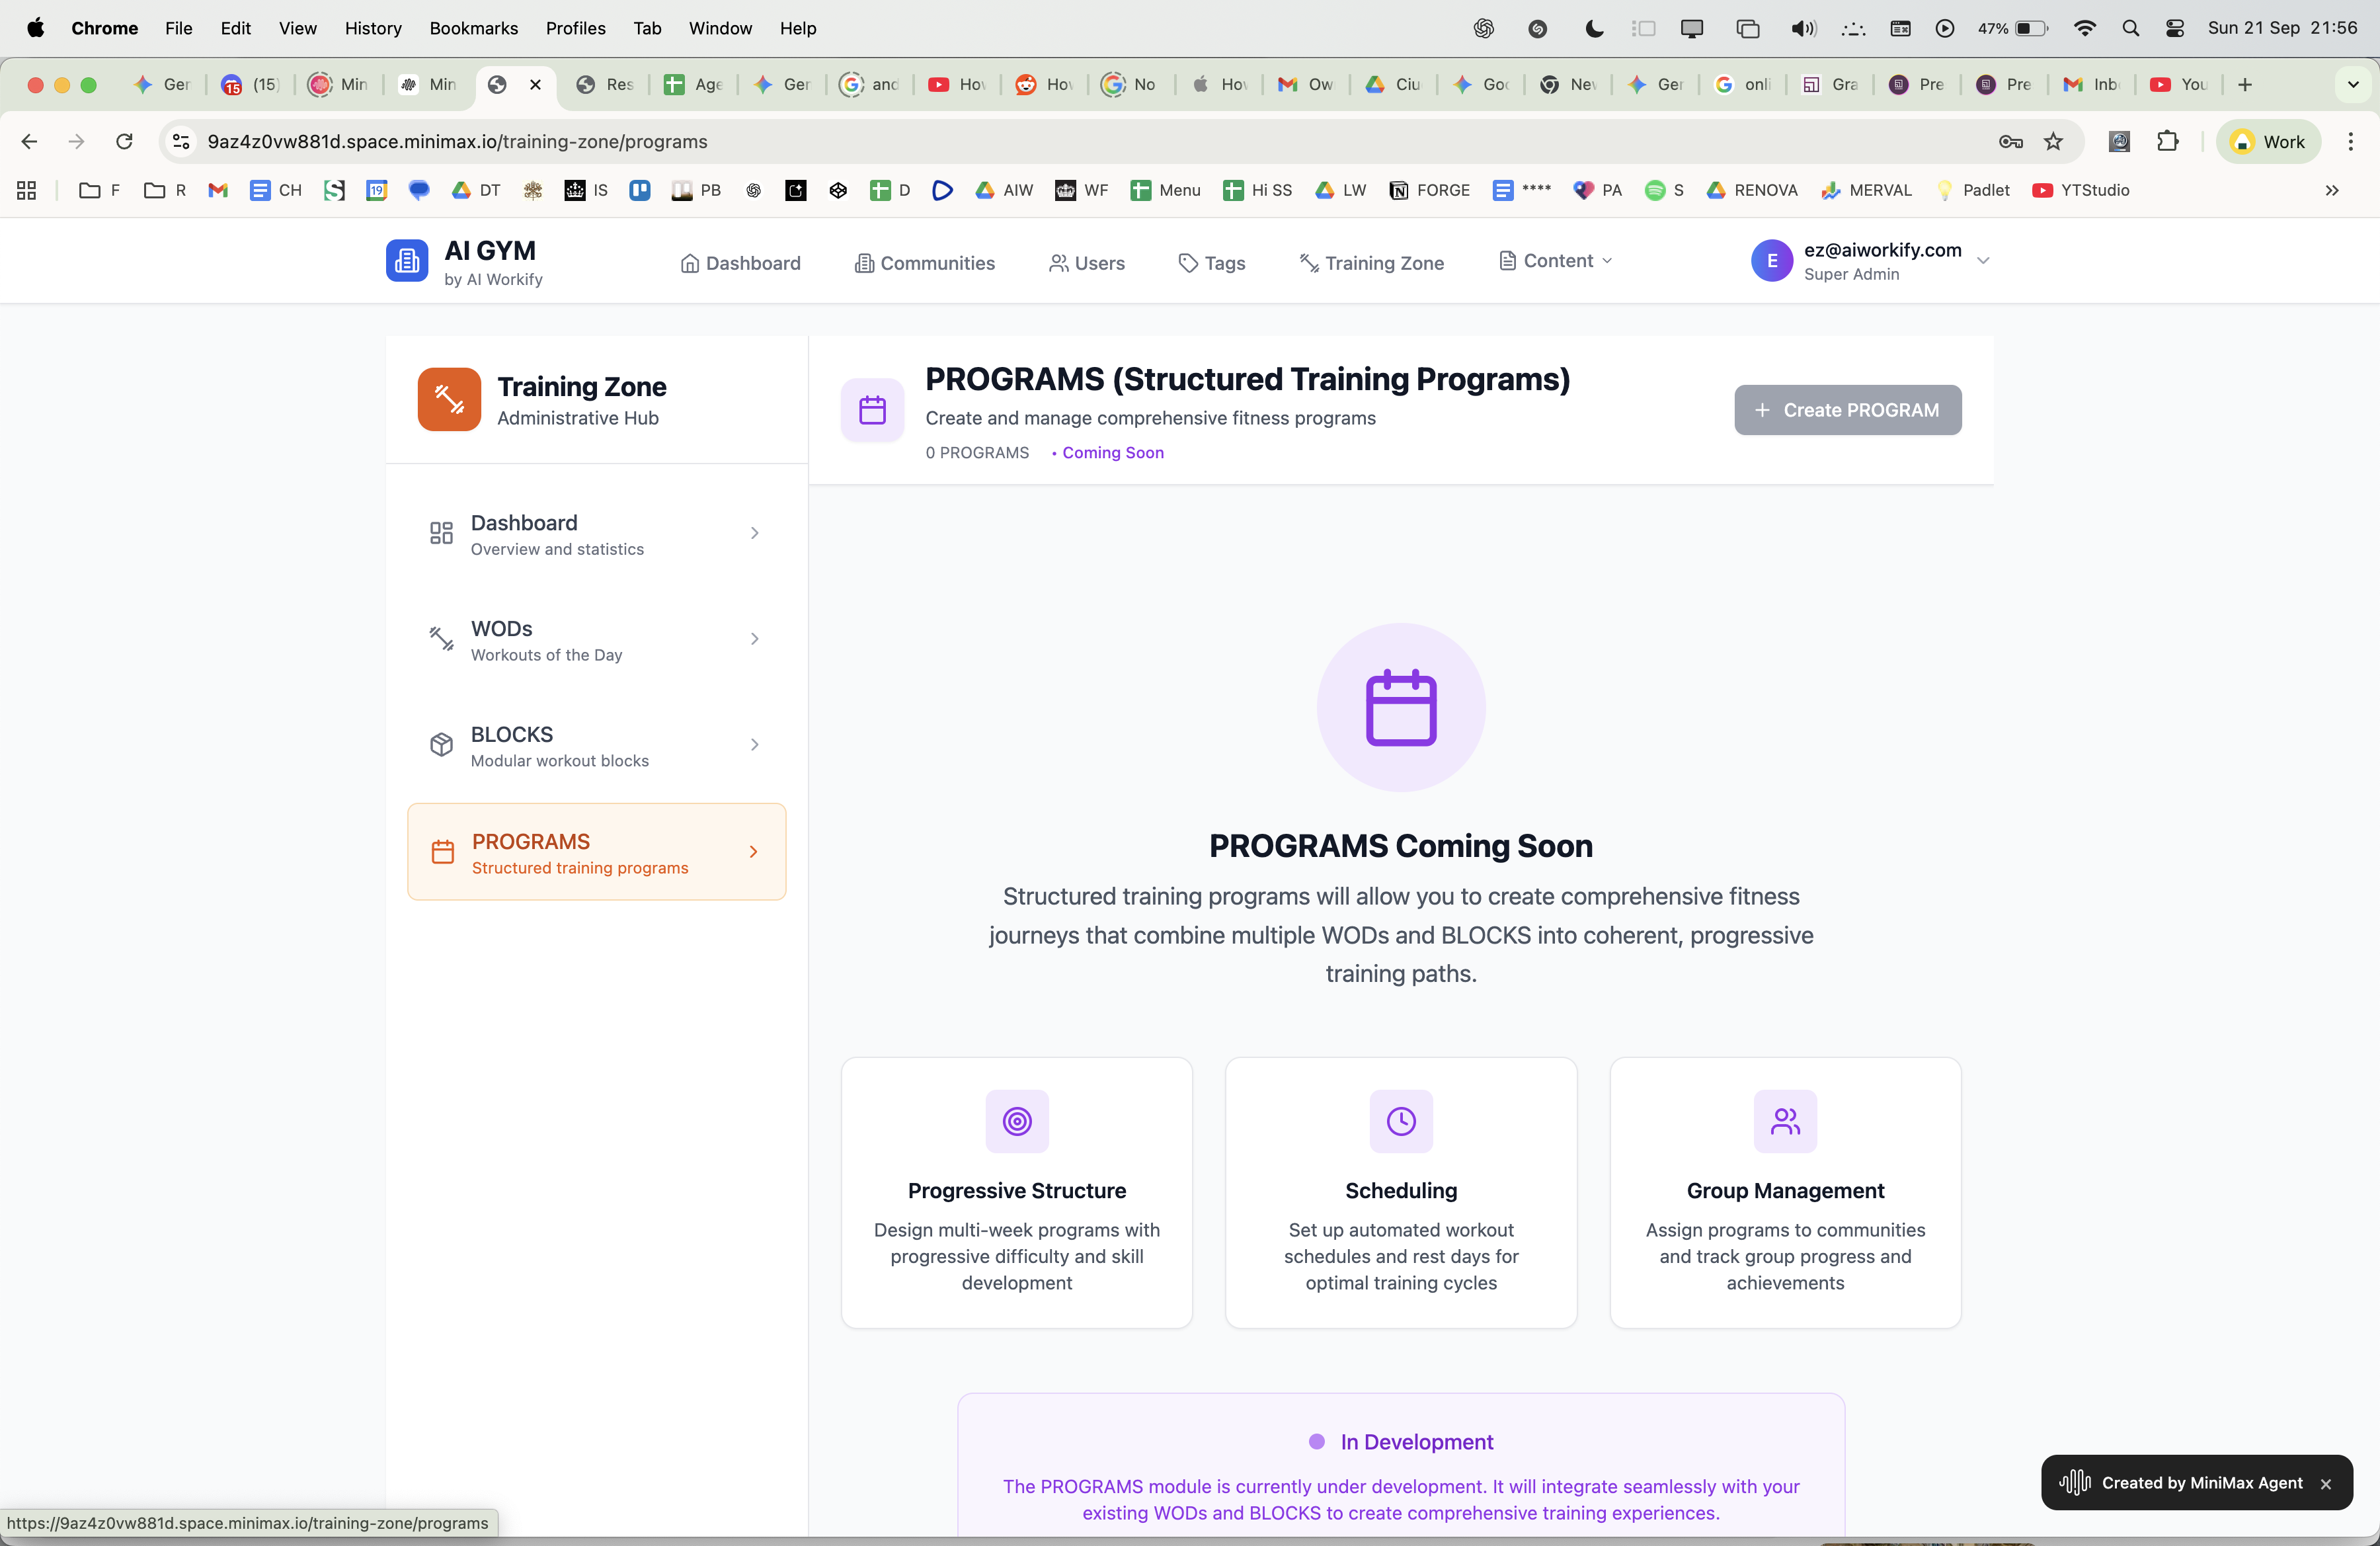 Chrome File Edit View History Bookmarks Profiles Tab Window Help 47% Sun 21 Sep 21:56
Ger (15) Min Min Res Age Ger and Hov Hov No Hov Ow Ciu Goc Nev Ger onli Gra Pre Pre Inb You
9az4z0vw881d.space.minimax.io/training-zone/programs Work
F R CH 19 DT IS PB D AIW WF Menu Hi SS LW FORGE **** PA S RENOVA MERVAL Padlet YTStudio
AI GYM
by AI Workify
Dashboard Communities Users Tags Training Zone Content
E
ez@aiworkify.com
Super Admin
Training Zone
Administrative Hub
Dashboard
Overview and statistics
WODs
Workouts of the Day
BLOCKS
Modular workout blocks
PROGRAMS
Structured training programs
PROGRAMS (Structured Training Programs)
Create and manage comprehensive fitness programs
0 PROGRAMS • Coming Soon
+ Create PROGRAM
PROGRAMS Coming Soon
Structured training programs will allow you to create comprehensive fitness
journeys that combine multiple WODs and BLOCKS into coherent, progressive
training paths.
Progressive Structure
Design multi-week programs with
progressive difficulty and skill
development
Scheduling
Set up automated workout
schedules and rest days for
optimal training cycles
Group Management
Assign programs to communities
and track group progress and
achievements
In Development
The PROGRAMS module is currently under development. It will integrate seamlessly with your
existing WODs and BLOCKS to create comprehensive training experiences.
Created by MiniMax Agent
https://9az4z0vw881d.space.minimax.io/training-zone/programs